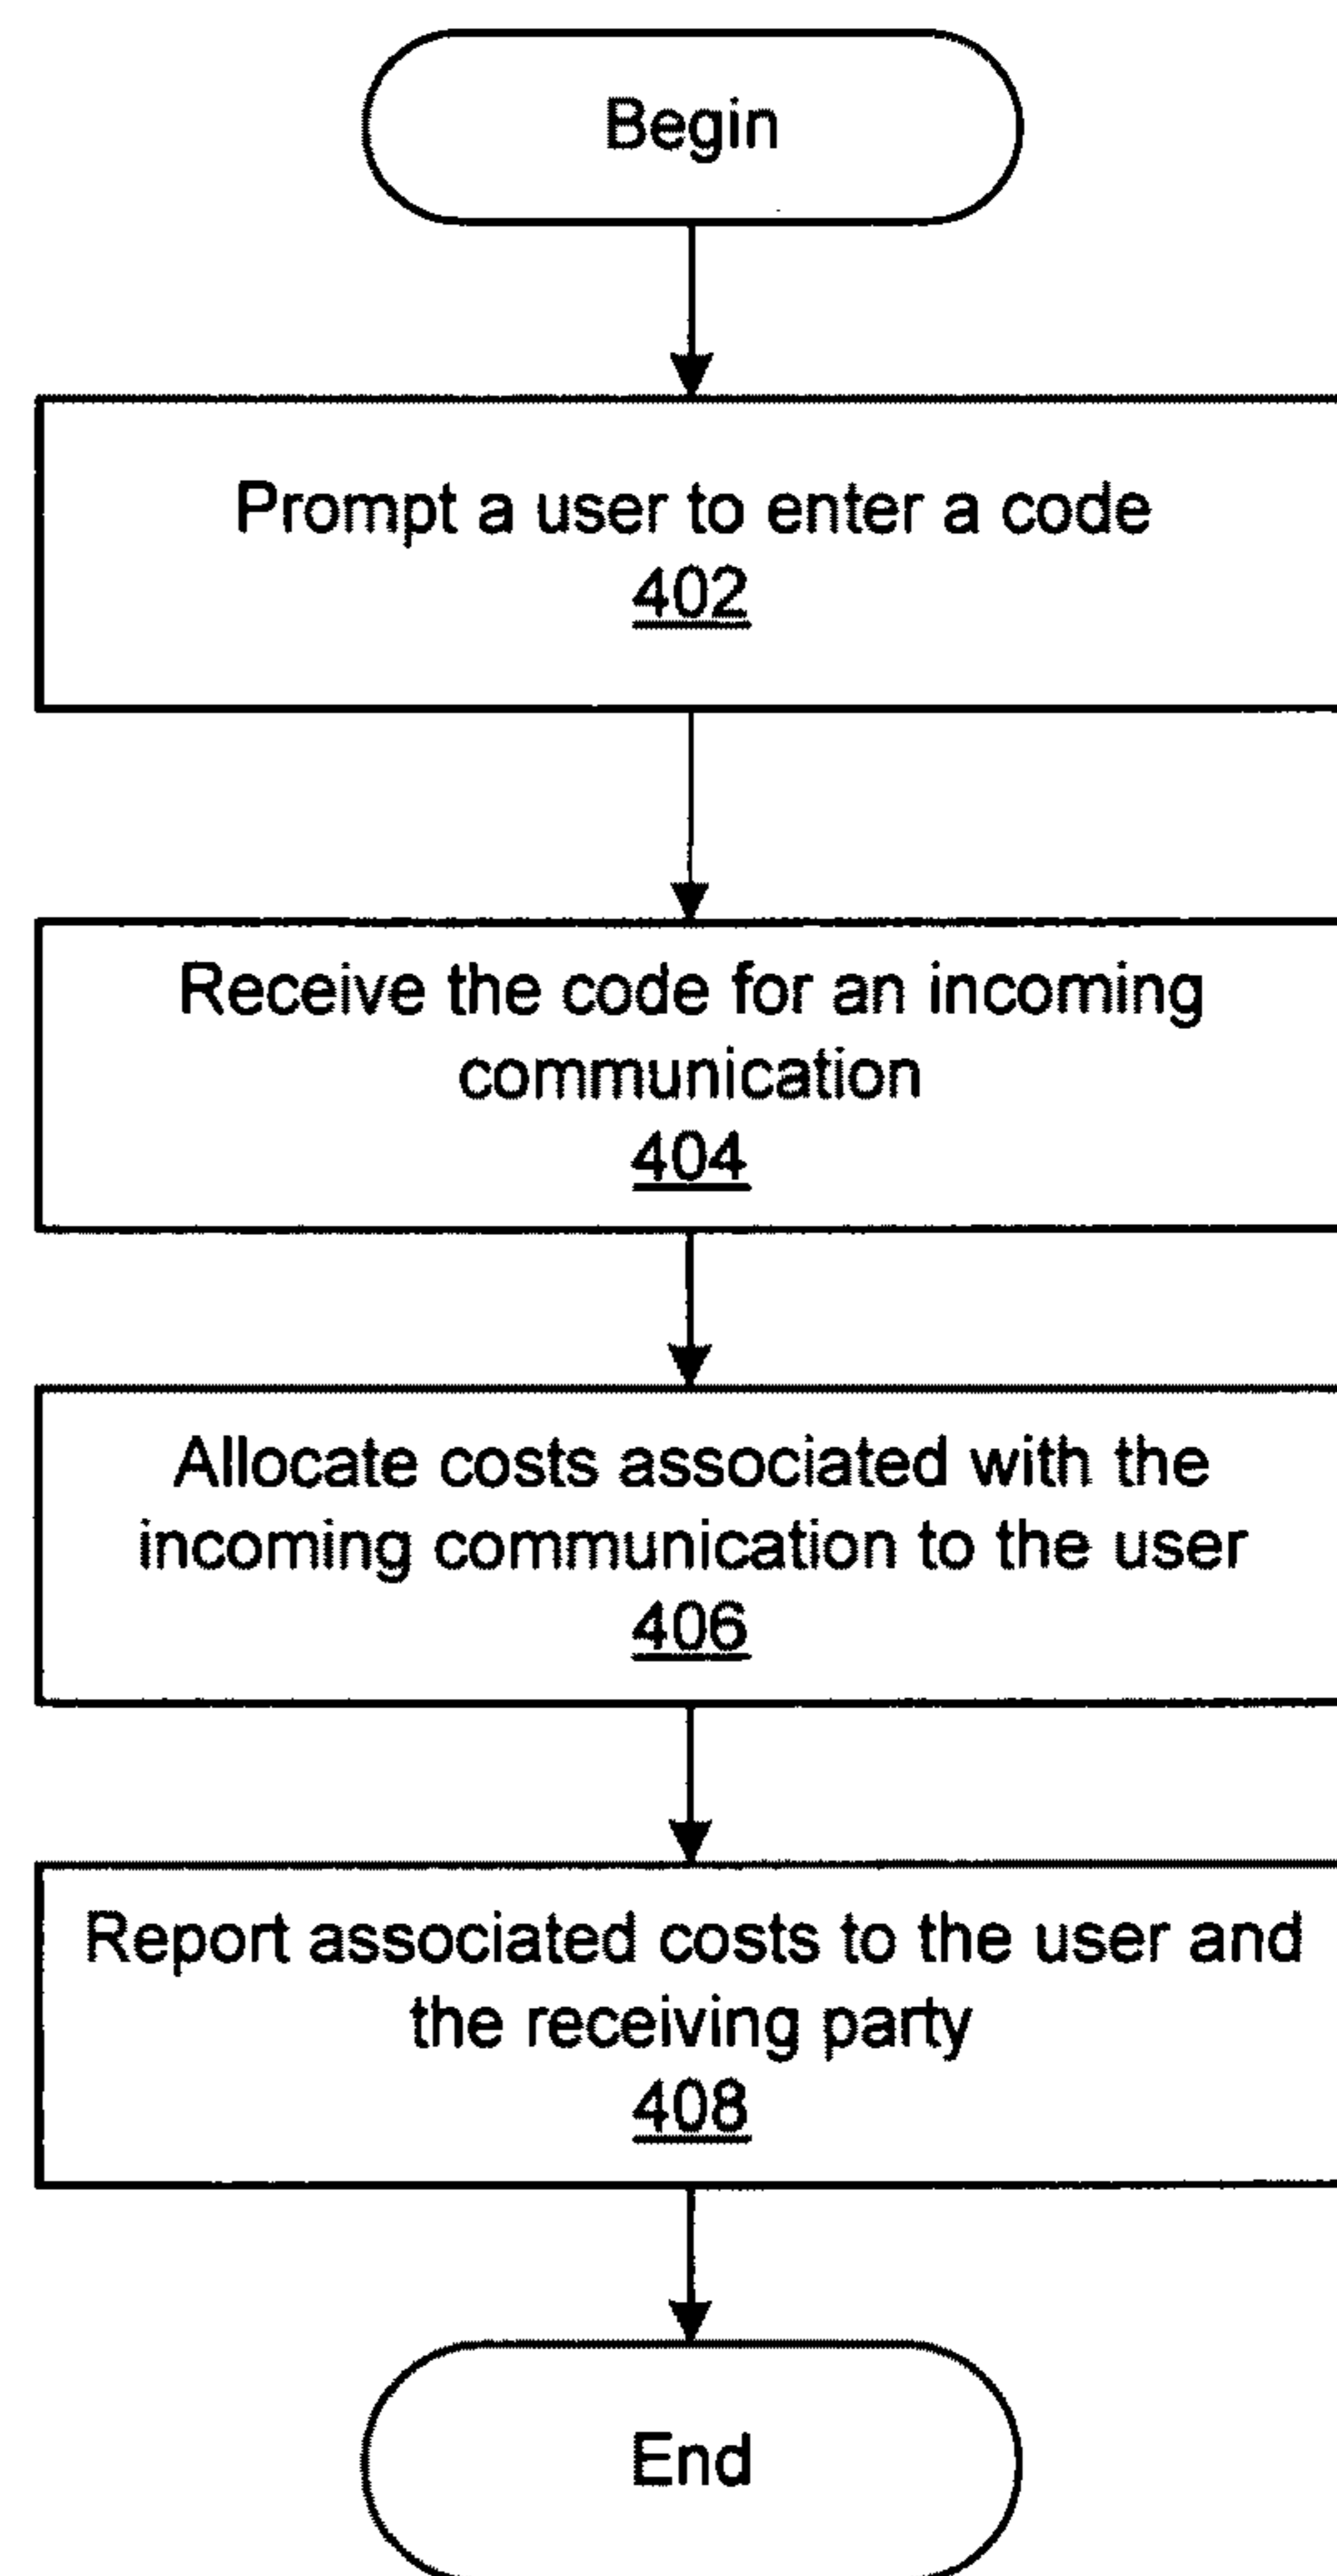 Begin
Prompt a user to enter a code
402
Receive the code for an incoming
communication
404
Allocate costs associated with the
incoming communication to the user
406
Report associated costs to the user and
the receiving party
408
End